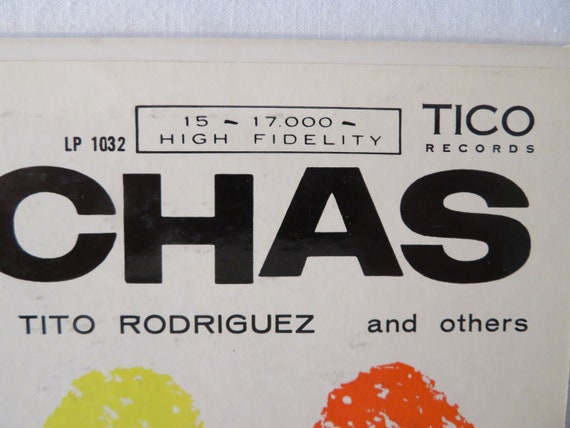 15 ~ 17.000 ~
HIGH FIDELITY
LP 1032
TICO
RECORDS
CHAS
TITO RODRIGUEZ and others